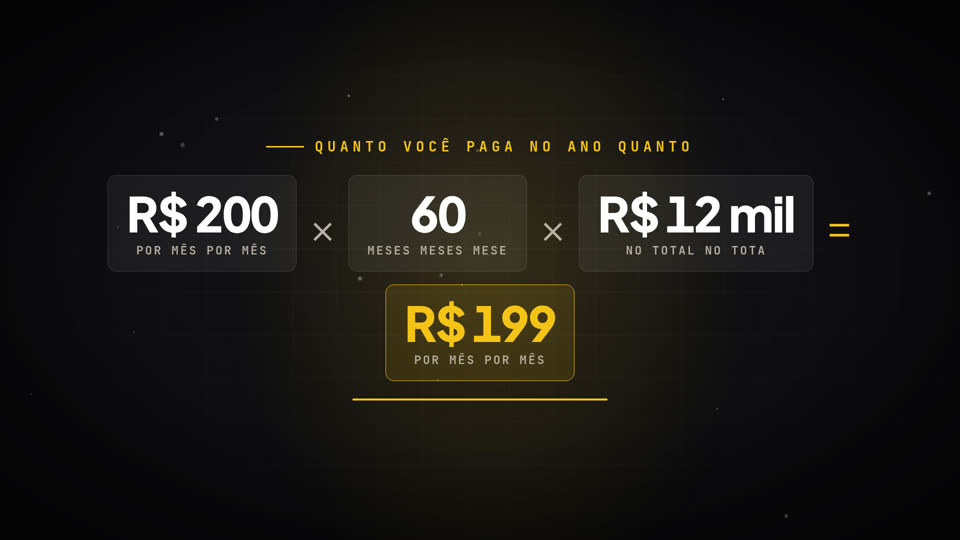 QUANTO VOCÊ PAGA NO ANO QUANTO
R$ 200 × 60 × R$ 12 mil =
POR MÊS POR MÊS MESES MESES MESE NO TOTAL NO TOTA
R$ 199
POR MÊS POR MÊS